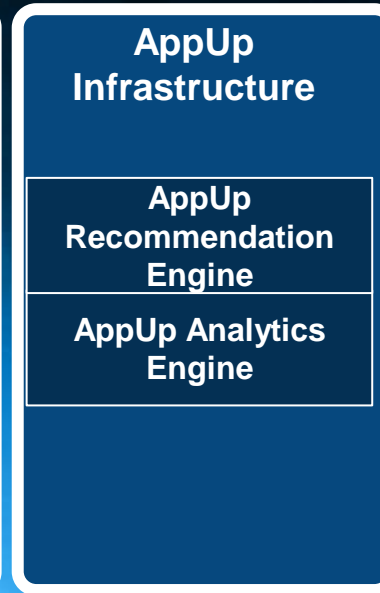 AppUp
Infrastructure
AppUp
Recommendation
Engine
AppUp Analytics
Engine